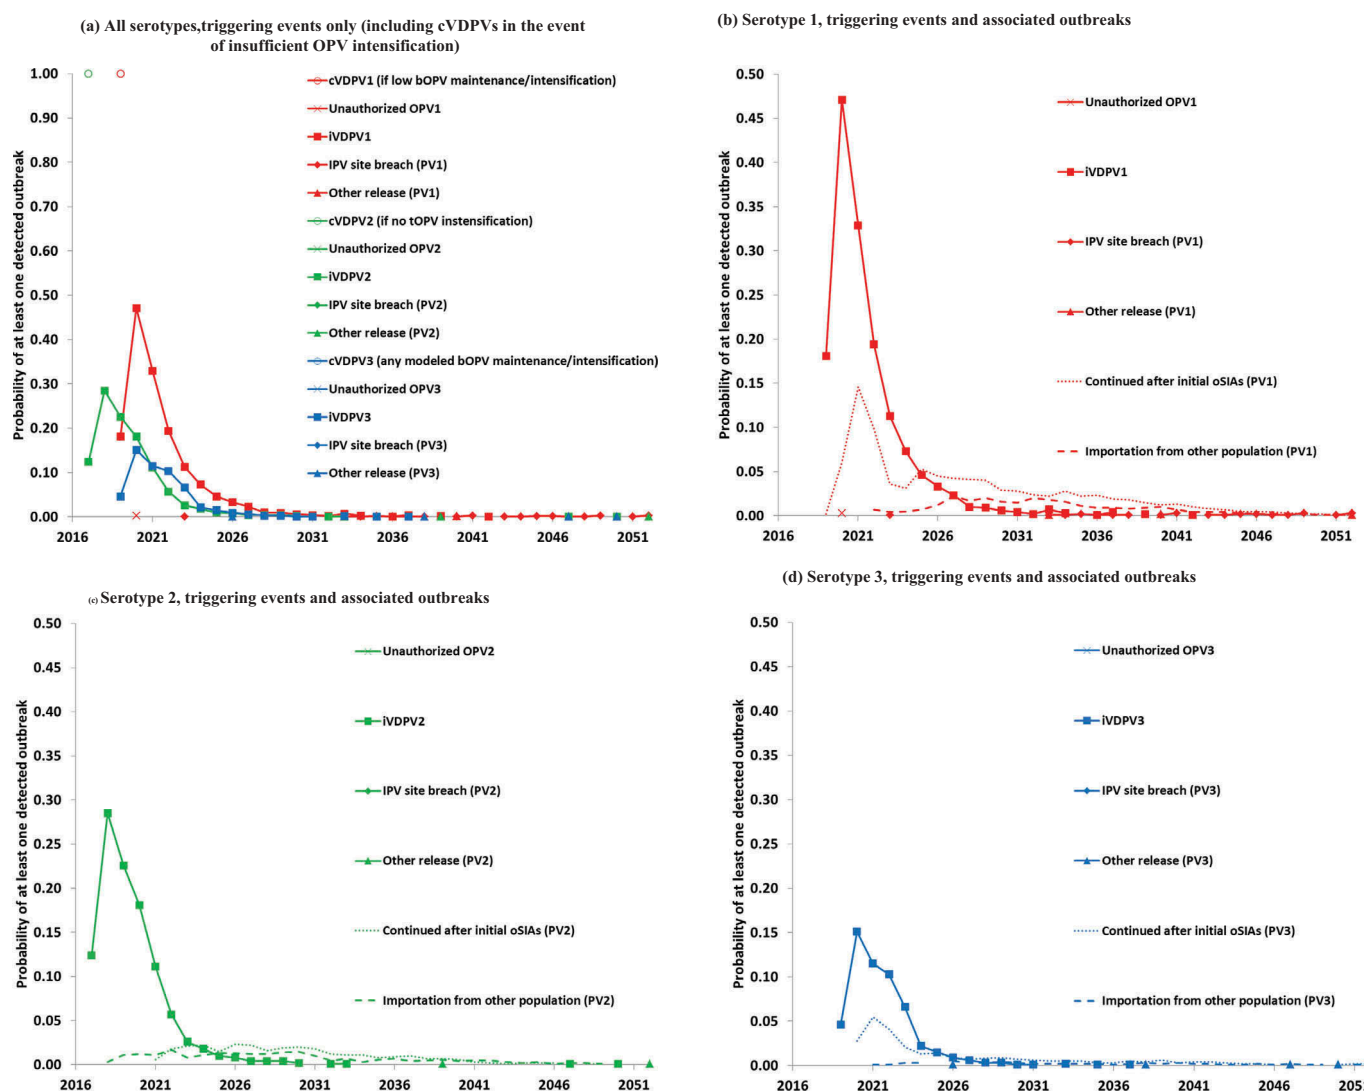 (a) All serotypes,triggering events only (including cVDPVs in the event
of insufficient OPV intensification)
Probability of at least one detected outbreak
1.00
0.90
0.80
0.70
0.60
0.50
0.40
0.30
0.20
0.10
0.00
2016
2021
2026
2031
2036
2041
2046
2051
cVDPV1 (if low bOPV maintenance/intensification)
Unauthorized OPV1
iVDPV1
IPV site breach (PV1)
Other release (PV1)
cVDPV2 (if no tOPV instensification)
Unauthorized OPV2
iVDPV2
IPV site breach (PV2)
Other release (PV2)
cVDPV3 (any modeled bOPV maintenance/intensification)
Unauthorized OPV3
iVDPV3
IPV site breach (PV3)
Other release (PV3)
(b) Serotype 1, triggering events and associated outbreaks
Probability of at least one detected outbreak
0.50
0.45
0.40
0.35
0.30
0.25
0.20
0.15
0.10
0.05
0.00
2016
2021
2026
2031
2036
2041
2046
2051
Unauthorized OPV1
iVDPV1
IPV site breach (PV1)
Other release (PV1)
Continued after initial oSIAs (PV1)
Importation from other population (PV1)
(c) Serotype 2, triggering events and associated outbreaks
Probability of at least one detected outbreak
0.50
0.45
0.40
0.35
0.30
0.25
0.20
0.15
0.10
0.05
0.00
2016
2021
2026
2031
2036
2041
2046
2051
Unauthorized OPV2
iVDPV2
IPV site breach (PV2)
Other release (PV2)
Continued after initial oSIAs (PV2)
Importation from other population (PV2)
(d) Serotype 3, triggering events and associated outbreaks
Probability of at least one detected outbreak
0.50
0.45
0.40
0.35
0.30
0.25
0.20
0.15
0.10
0.05
0.00
2016
2021
2026
2031
2036
2041
2046
2051
Unauthorized OPV3
iVDPV3
IPV site breach (PV3)
Other release (PV3)
Continued after initial oSIAs (PV3)
Importation from other population (PV3)